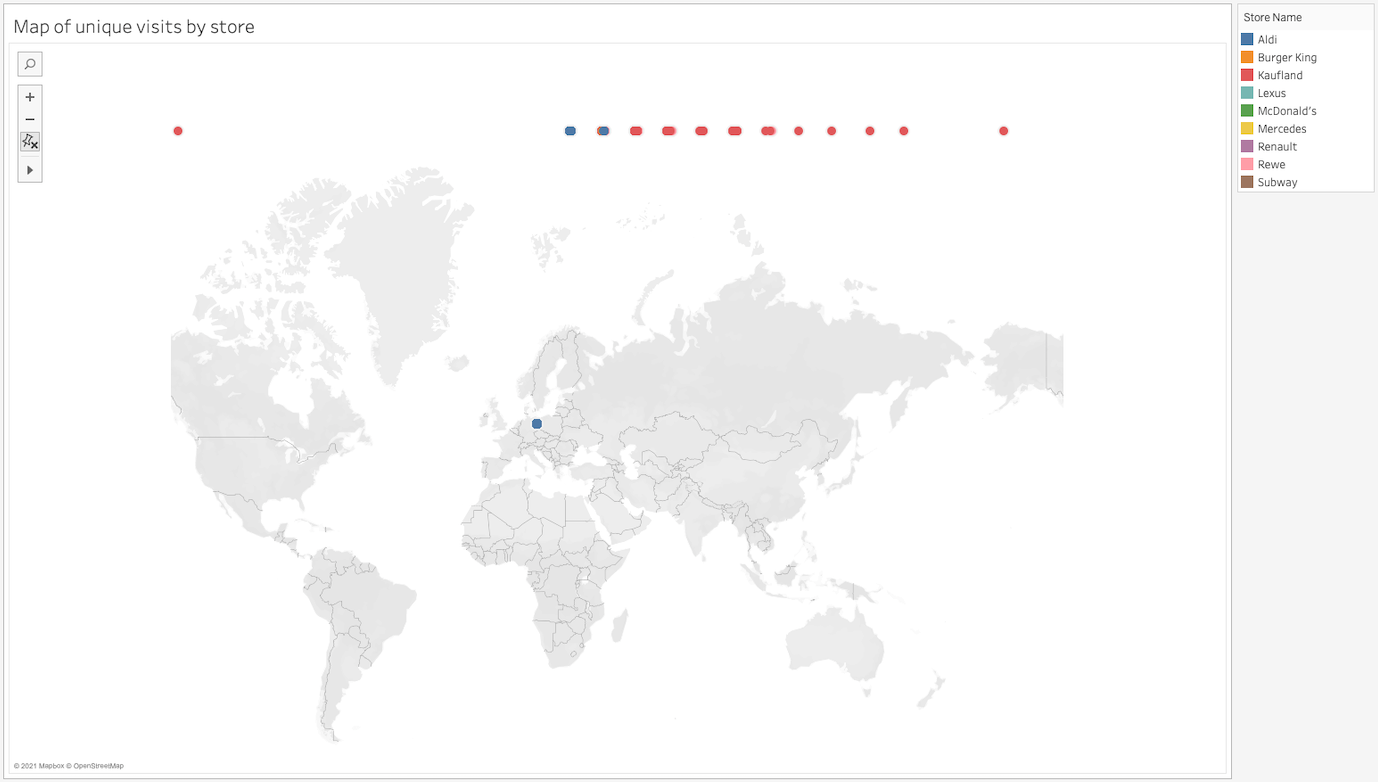 Map of unique visits by store
Store Name
Aldi
Burger King
Kaufland
Lexus
McDonald's
Mercedes
Renault
Rewe
Subway
© 2021 Mapbox © OpenStreetMap